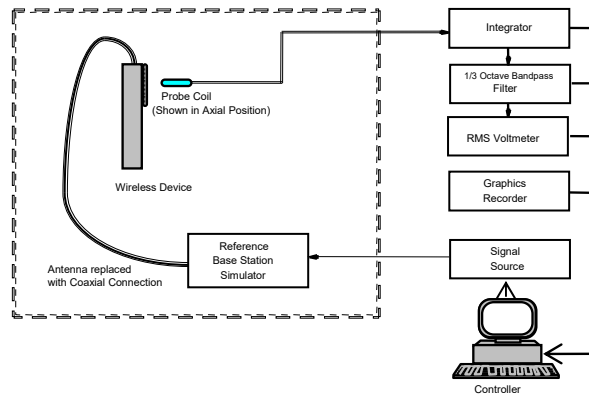 Integrator
1/3 Octave Bandpass
Filter
RMS Voltmeter
Graphics
Recorder
Probe Coil
(Shown in Axial Position)
Wireless Device
Reference
Base Station
Simulator
Signal
Source
Antenna replaced
with Coaxial Connection
Controller